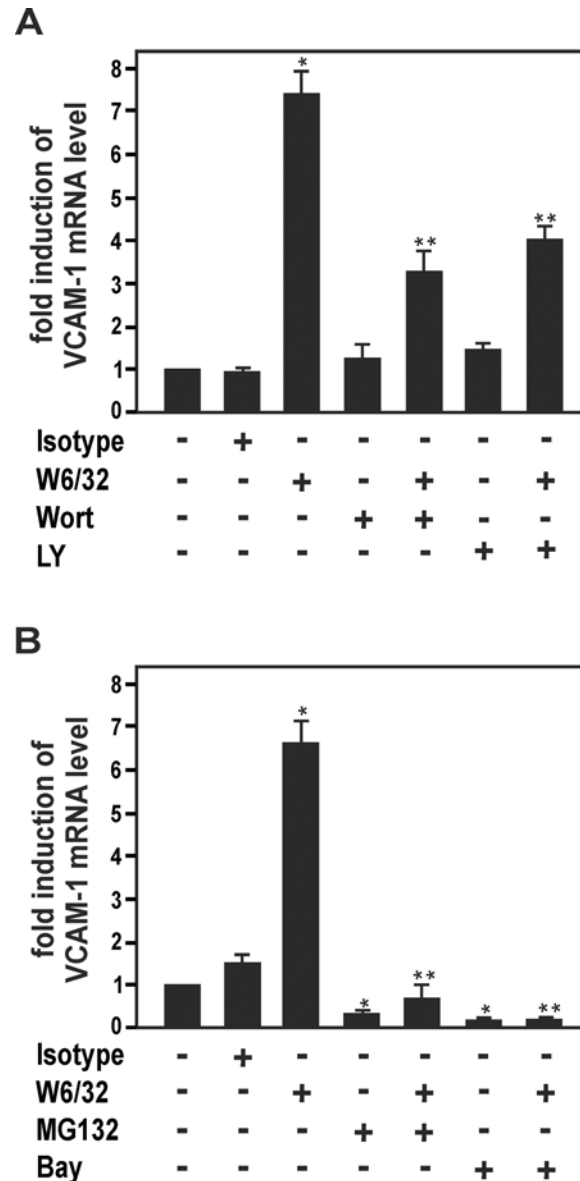 A
fold induction of
VCAM-1 mRNA level
8
7
6
5
4
3
2
1
0
*
**
**
Isotype - + - - - - -
W6/32 - - + - + - +
Wort - - - + + - -
LY - - - - - + +
B
fold induction of
VCAM-1 mRNA level
8
7
6
5
4
3
2
1
0
*
*
**
*
**
Isotype - + - - - - -
W6/32 - - + - + - +
MG132 - - - + + - -
Bay - - - - - + +